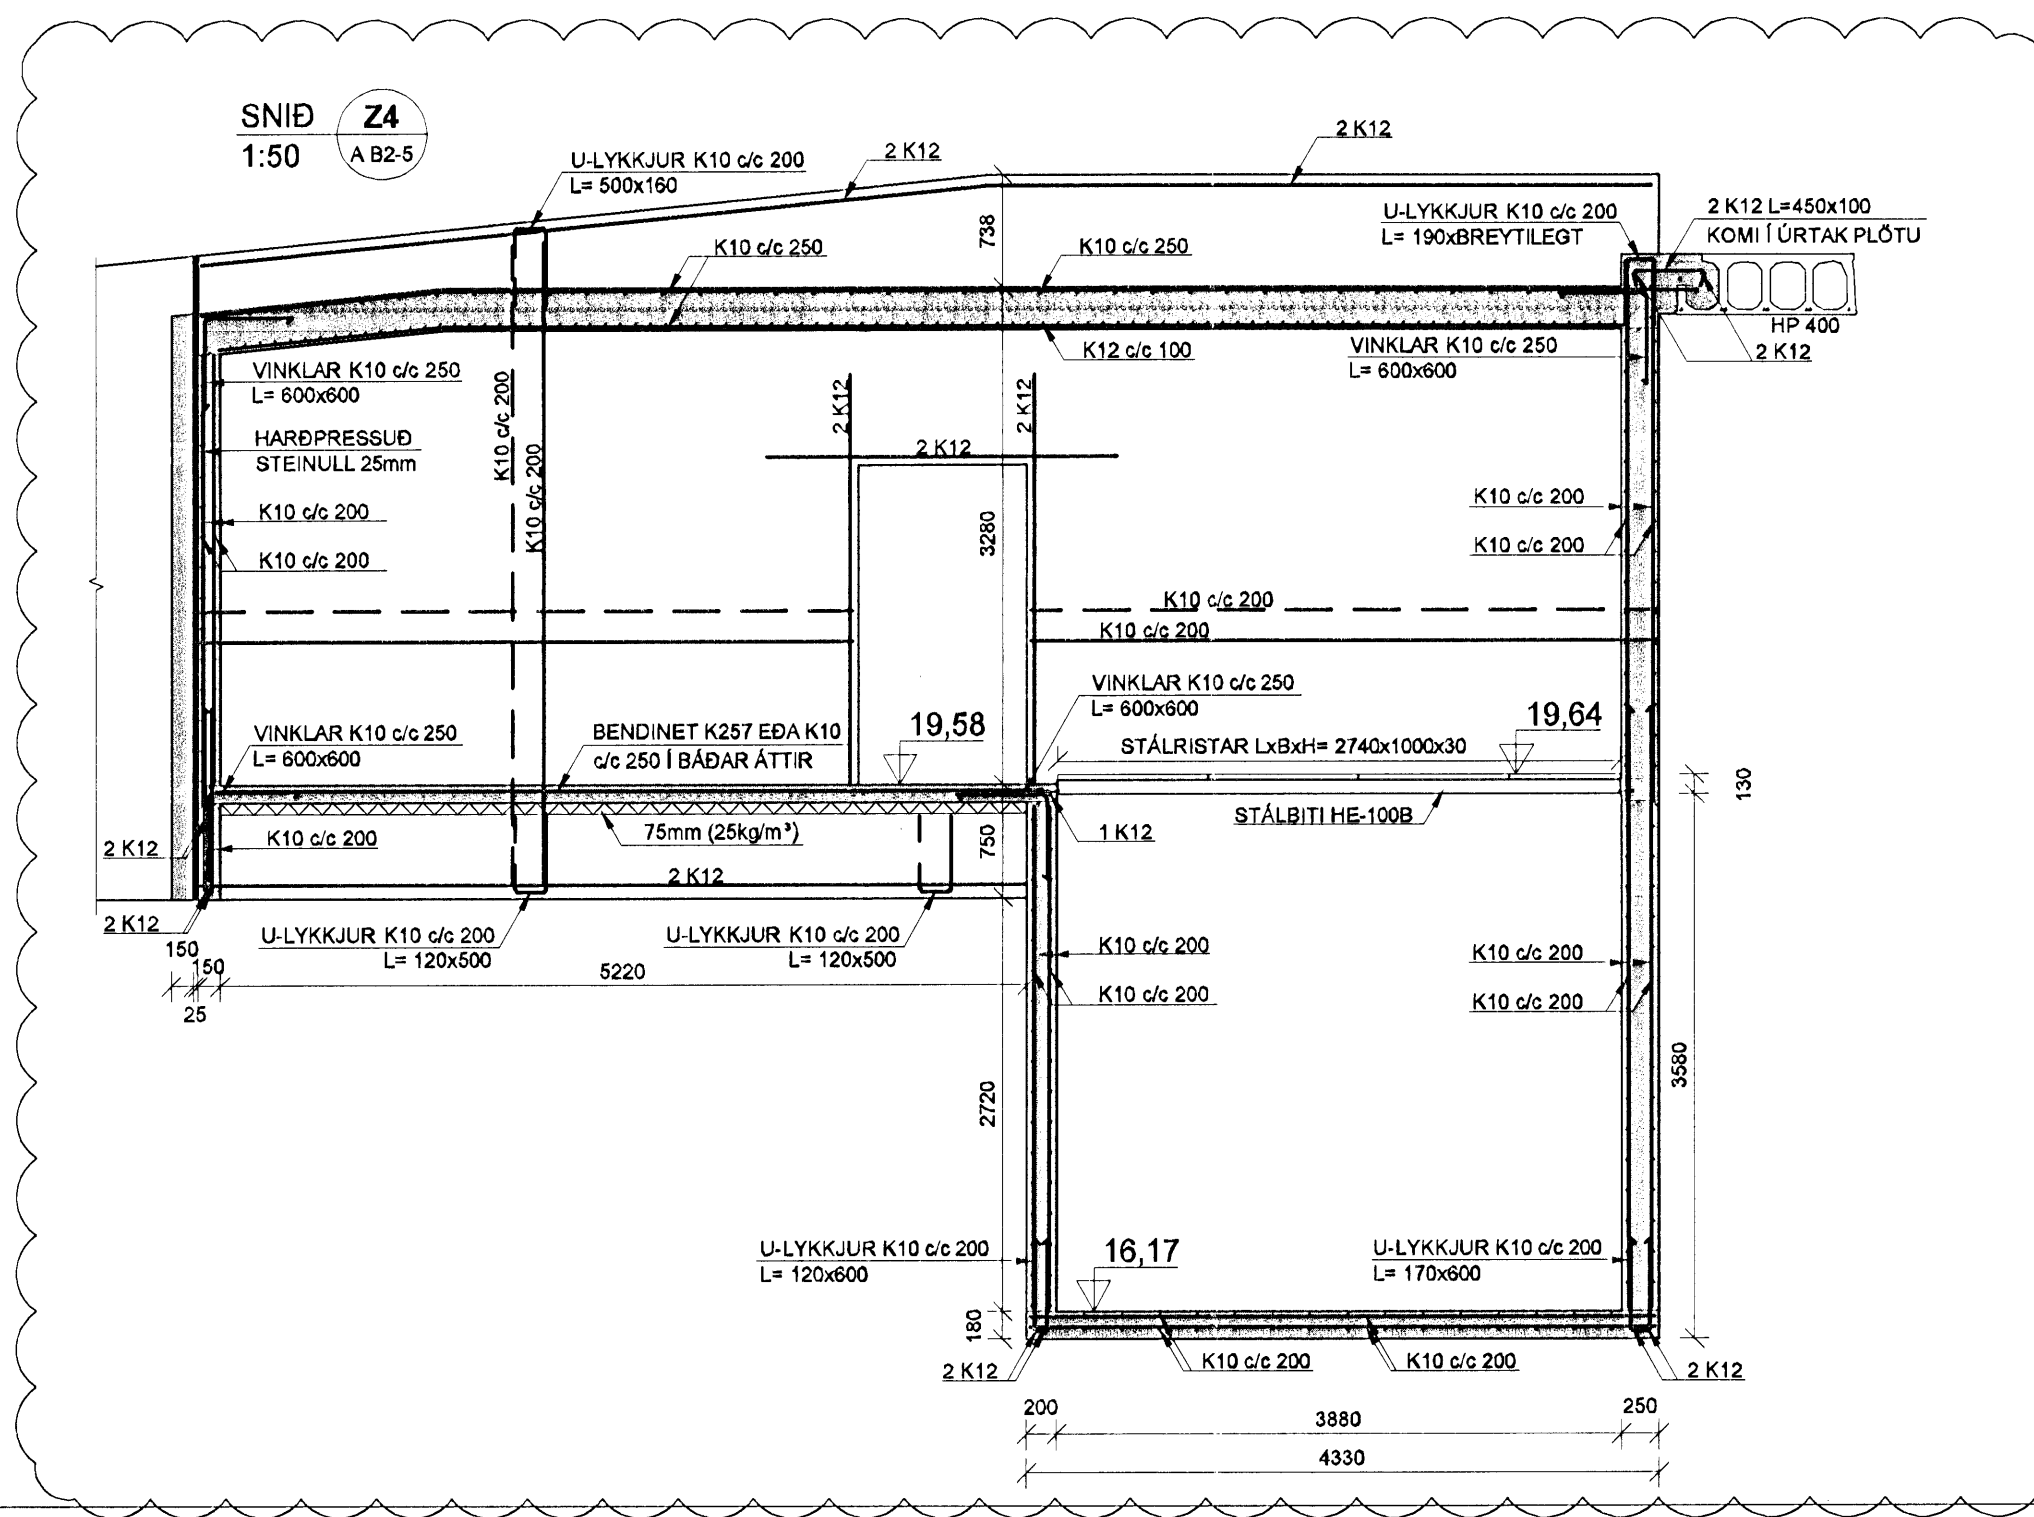 SNIÐ Z4
1:50 A B2-5
2 K12
U-LYKKJUR K10 c/c 200
L= 500x160
2 K12
U-LYKKJUR K10 c/c 200
L= 190xBREYTILEGT
2 K12 L=450x100
KOMI Í ÚRTAK PLÖTU
738
K10 c/c 250
K10 c/c 250
HP 400
2 K12
K12 c/c 100
VINKLAR K10 c/c 250
L= 600x600
VINKLAR K10 c/c 250
L= 600x600
HARÐPRESSUÐ
STEINULL 25mm
K10 c/c 200
K10 c/c 200
2 K12
2 K12
2 K12
K10 c/c 200
K10 c/c 200
3280
K10 c/c 200
K10 c/c 200
K10 c/c 200
K10 c/c 200
VINKLAR K10 c/c 250
L= 600x600
19,58
19,64
VINKLAR K10 c/c 250
L= 600x600
BENDINET K257 EÐA K10
c/c 250 Í BÁÐAR ÁTTIR
STÁLRISTAR LxBxH= 2740x1000x30
130
STÁLBITI HE-100B
75mm (25kg/m³)
1 K12
750
K10 c/c 200
2 K12
2 K12
2 K12
U-LYKKJUR K10 c/c 200
L= 120x500
U-LYKKJUR K10 c/c 200
L= 120x500
150
150
25
5220
K10 c/c 200
K10 c/c 200
K10 c/c 200
K10 c/c 200
2720
3580
U-LYKKJUR K10 c/c 200
L= 120x600
16,17
U-LYKKJUR K10 c/c 200
L= 170x600
180
2 K12
K10 c/c 200
K10 c/c 200
2 K12
200
3880
250
4330